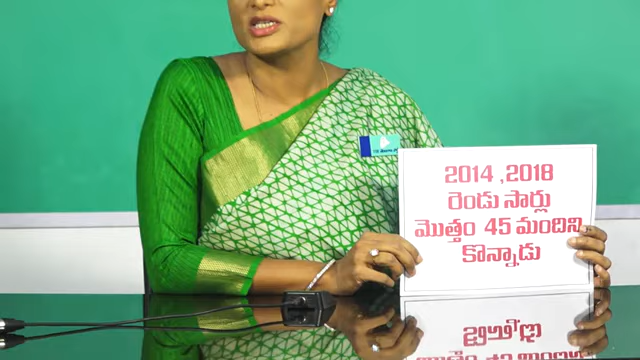 2014 ,2018
రెండు సార్లు
మొత్తం 45 మందిని
కొన్నాడు